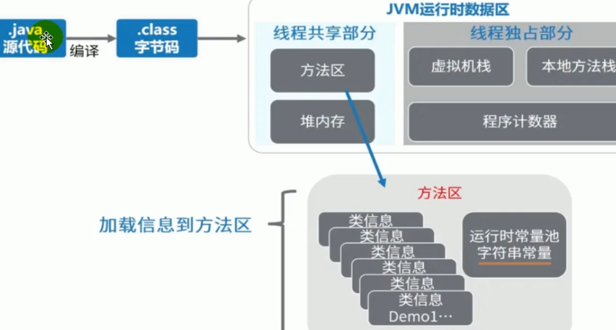 JVM运行时数据区
.java
源代码
编译
.class
字节码
线程共享部分
方法区
堆内存
线程独占部分
虚拟机栈
本地方法栈
程序计数器
加载信息到方法区
方法区
类信息
类信息
类信息
类信息
类信息
类信息
Demo1…
运行时常量池
字符串常量